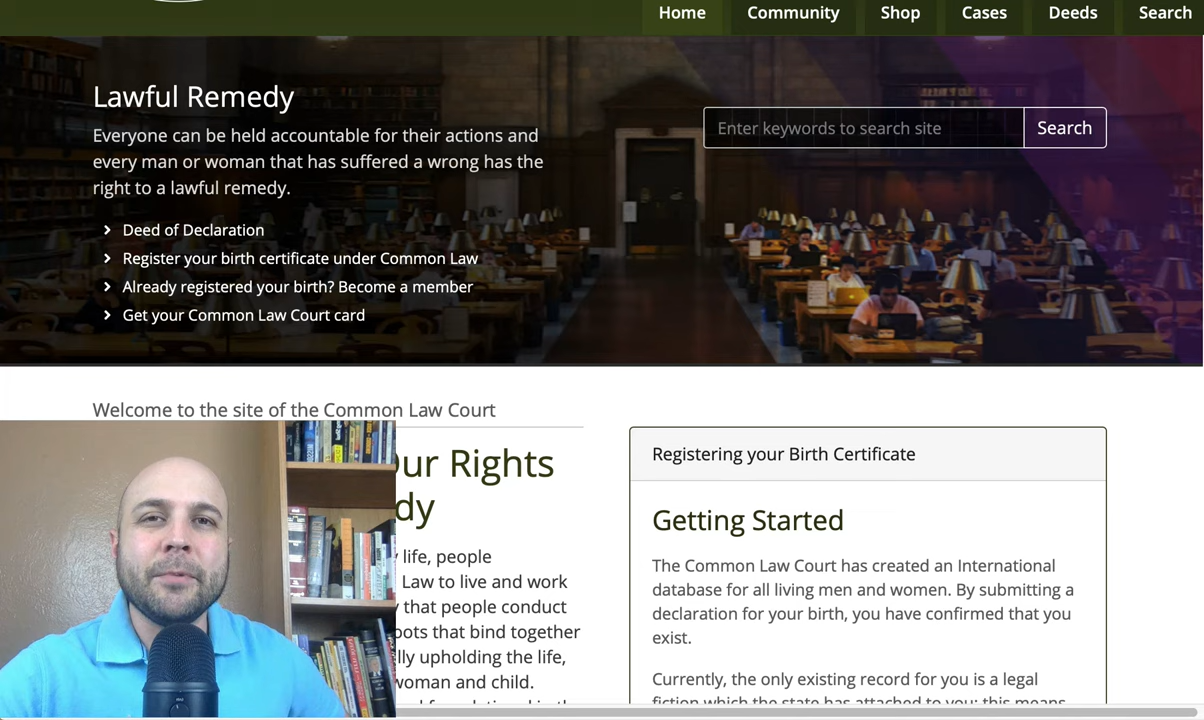 Home Community Shop Cases Deeds Search
Lawful Remedy
Everyone can be held accountable for their actions and
every man or woman that has suffered a wrong has the
right to a lawful remedy.
Enter keywords to search site Search
Deed of Declaration
Register your birth certificate under Common Law
Already registered your birth? Become a member
Get your Common Law Court card
Welcome to the site of the Common Law Court
ur Rights
dy
life, people
Law to live and work
that people conduct
ots that bind together
lly upholding the life,
woman and child.
Registering your Birth Certificate
Getting Started
The Common Law Court has created an International
database for all living men and women. By submitting a
declaration for your birth, you have confirmed that you
exist.
Currently, the only existing record for you is a legal
fiction which the state has attached to you; this means